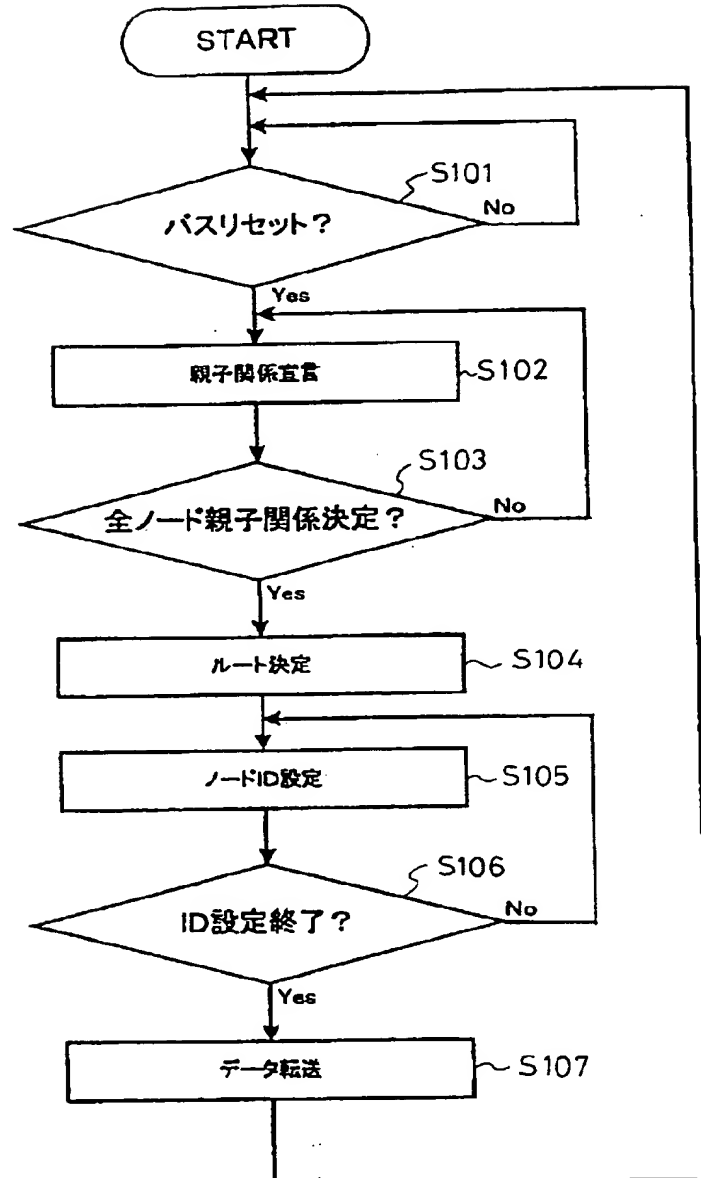 START
S101
バスリセット？
No
Yes
親子関係宣言
S102
S103
全ノード親子関係決定？
No
Yes
ルート決定
S104
ノードID設定
S105
S106
ID設定終了？
No
Yes
データ転送
S107